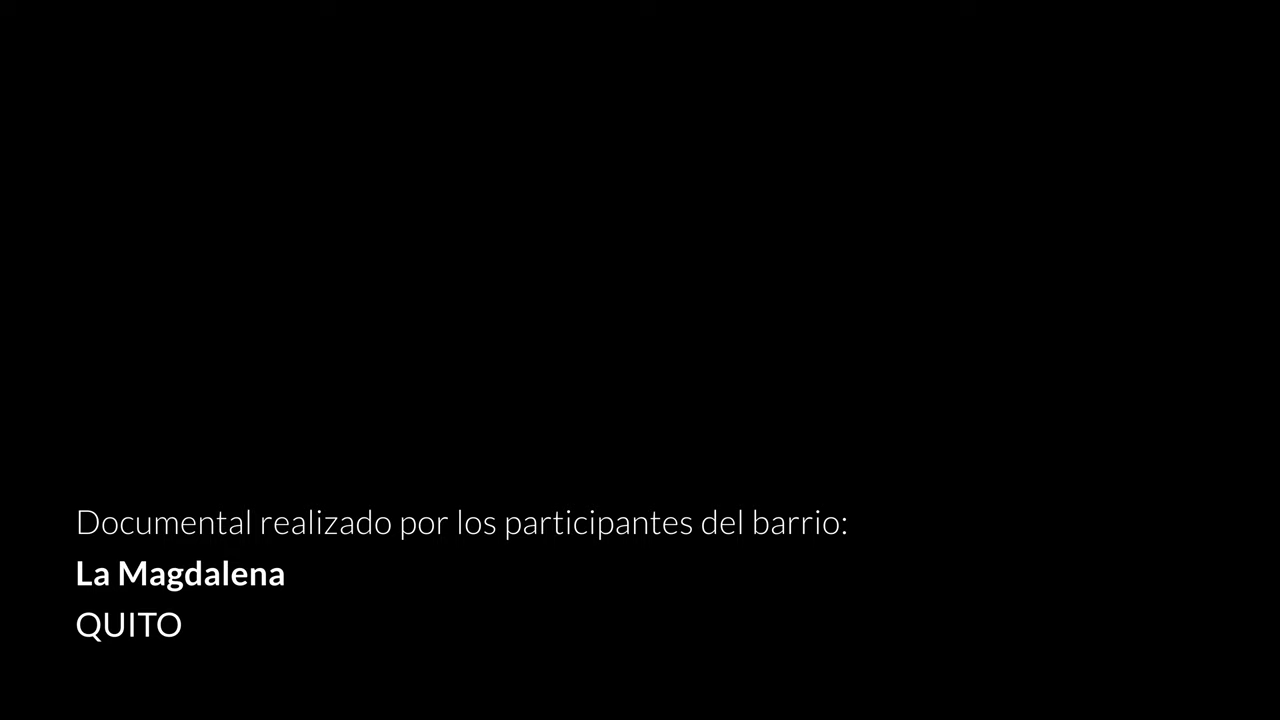 Documental realizado por los participantes del barrio:
La Magdalena
QUITO